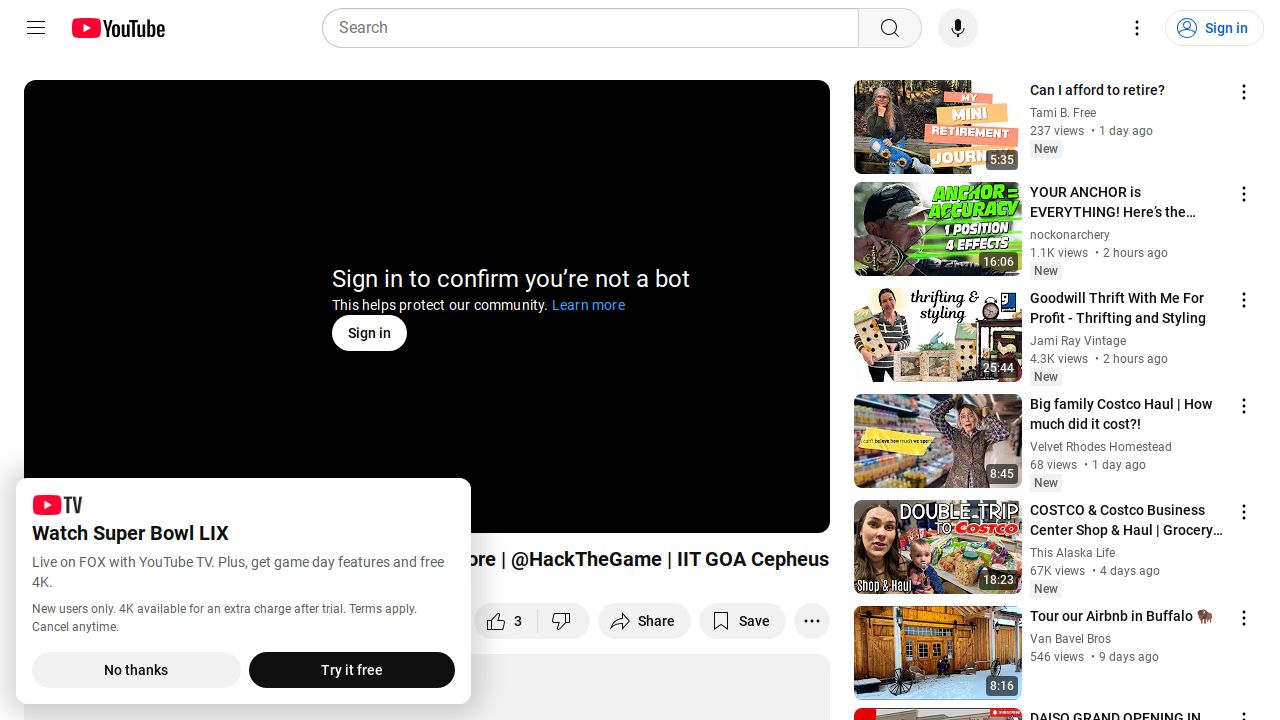 YouTube
Search
Sign in
Sign in to confirm you’re not a bot
This helps protect our community. Learn more
Sign in
TV
Watch Super Bowl LIX
Live on FOX with YouTube TV. Plus, get game day features and free
4K.
New users only. 4K available for an extra charge after trial. Terms apply.
Cancel anytime.
No thanks
Try it free
ore | @HackTheGame | IIT GOA Cepheus
3
Share
Save
MY
MINI
RETIREMENT
JOURN
5:35
Can I afford to retire?
Tami B. Free
237 views • 1 day ago
New
ANCHOR =
ACCURACY
1 POSITION
4 EFFECTS
16:06
YOUR ANCHOR is
EVERYTHING! Here’s the…
nockonarchery
1.1K views • 2 hours ago
New
thrifting &
styling
25:44
Goodwill Thrift With Me For
Profit - Thrifting and Styling
Jami Ray Vintage
4.3K views • 2 hours ago
New
8:45
Big family Costco Haul | How
much did it cost?!
Velvet Rhodes Homestead
68 views • 1 day ago
New
DOUBLE TRIP
TO COSTCO
Shop & Haul
18:23
COSTCO & Costco Business
Center Shop & Haul | Grocery…
This Alaska Life
67K views • 4 days ago
New
8:16
Tour our Airbnb in Buffalo 🦬
Van Bavel Bros
546 views • 9 days ago
DAISO GRAND OPENING IN